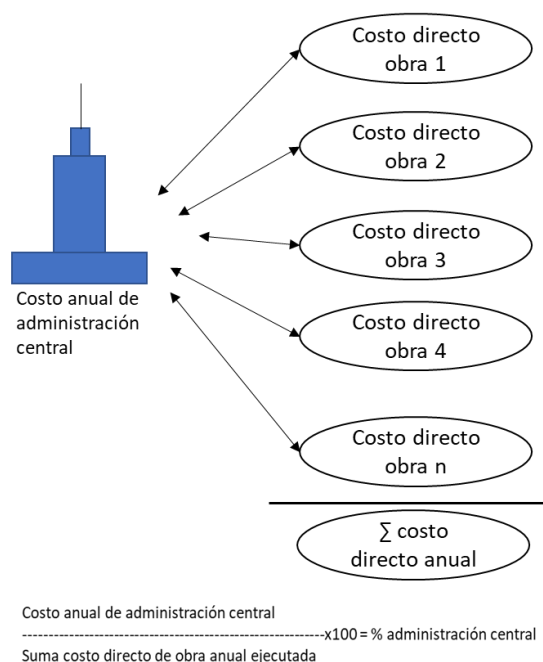 Costo directo
obra 1
Costo directo
obra 2
Costo directo
obra 3
Costo anual de
administración
central
Costo directo
obra 4
Costo directo
obra n
∑ costo
directo anual
Costo anual de administración central
------------------------------------------------------------x100 = % administración central
Suma costo directo de obra anual ejecutada